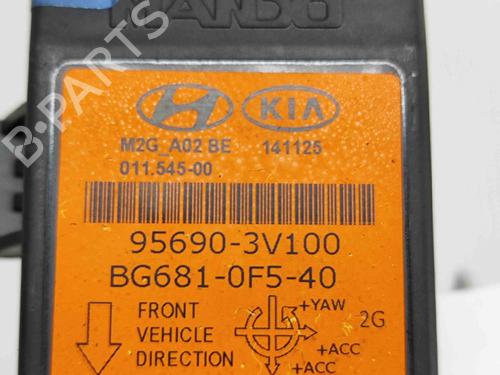 MANDO
KIA
M2G_A02 BE 141125
011.545-00
95690-3V100
BG681-0F5-40
FRONT
VEHICLE
DIRECTION
+YAW
2G
+ACC
+ACC
B-PARTS